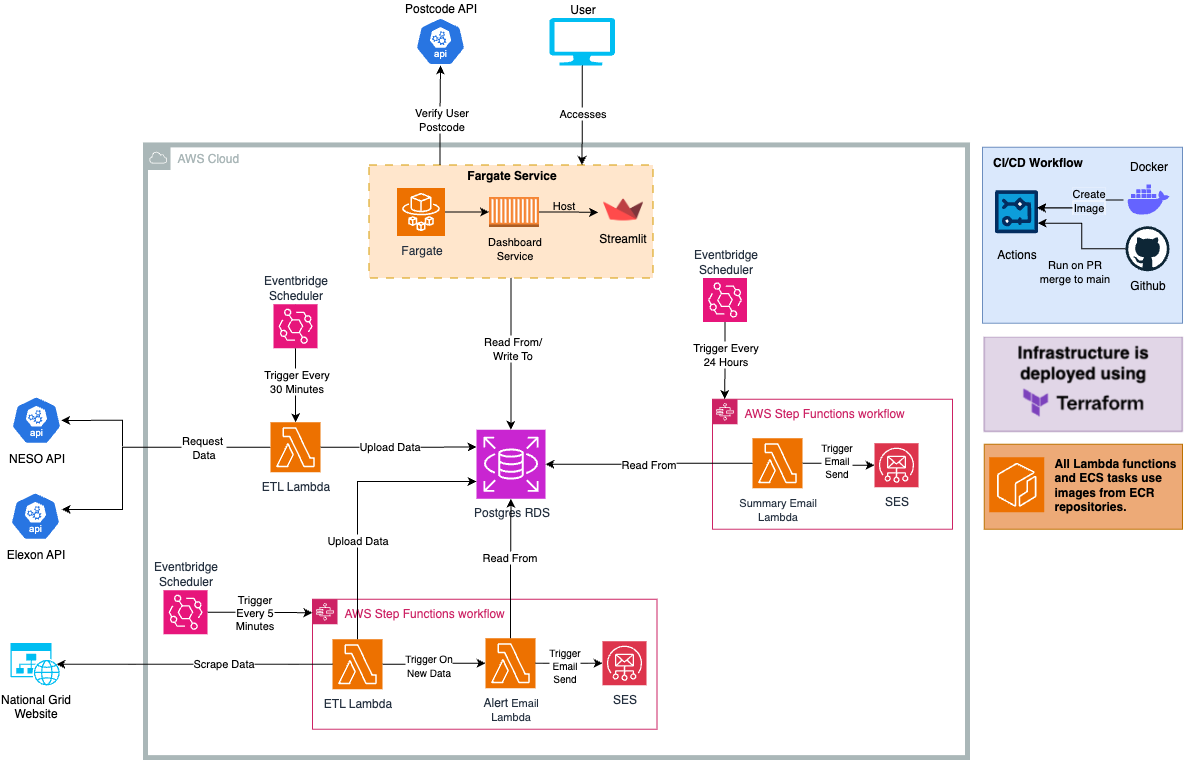 Postcode API
User
api
Verify User
Postcode
Accesses
AWS Cloud
Fargate Service
Fargate
Dashboard
Service
Host
Streamlit
CI/CD Workflow
Docker
Create
Image
Actions
Run on PR
merge to main
Github
Eventbridge
Scheduler
Eventbridge
Scheduler
Trigger Every
30 Minutes
Read From/
Write To
Trigger Every
24 Hours
Infrastructure is
deployed using
Terraform
api
NESO API
Request
Data
ETL Lambda
Upload Data
Postgres RDS
Read From
AWS Step Functions workflow
Summary Email
Lambda
Trigger
Email
Send
SES
All Lambda functions
and ECS tasks use
images from ECR
repositories.
api
Elexon API
Upload Data
Read From
Eventbridge
Scheduler
Trigger
Every 5
Minutes
AWS Step Functions workflow
National Grid
Website
Scrape Data
ETL Lambda
Trigger On
New Data
Alert Email
Lambda
Trigger
Email
Send
SES